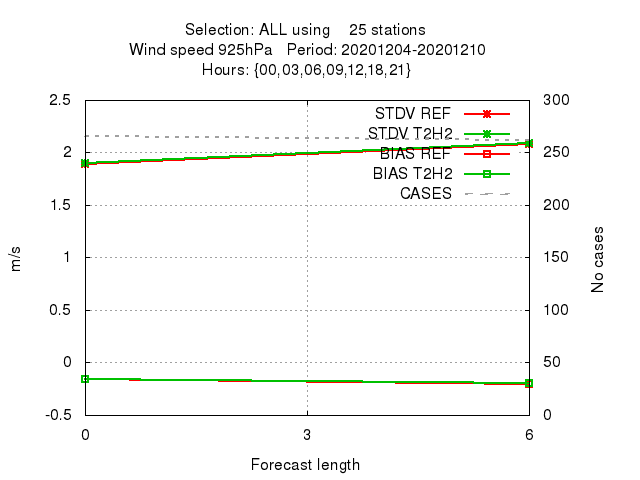 Selection: ALL using    25 stations
Wind speed 925hPa   Period: 20201204-20201210
Hours: {00,03,06,09,12,18,21}
2.5
2
1.5
1
0.5
0
-0.5
300
250
200
150
100
50
0
STDV REF
STDV T2H2
BIAS REF
BIAS T2H2
CASES
m/s
No cases
0
3
6
Forecast length